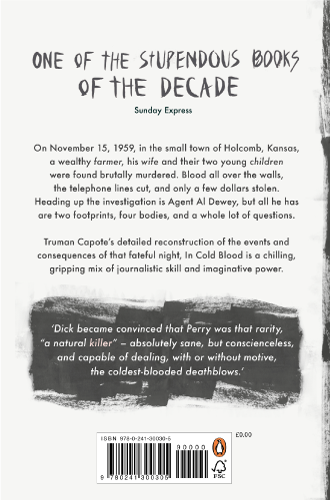 ONE OF THE STUPENDOUS BOOKS
OF THE DECADE
Sunday Express
On November 15, 1959, in the small town of Holcomb, Kansas,
a wealthy farmer, his wife and their two young children
were found brutally murdered. Blood all over the walls,
the telephone lines cut, and only a few dollars stolen.
Heading up the investigation is Agent Al Dewey, but all he has
are two footprints, four bodies, and a whole lot of questions.
Truman Capote's detailed reconstruction of the events and
consequences of that fateful night, In Cold Blood is a chilling,
gripping mix of journalistic skill and imaginative power.
‘Dick became convinced that Perry was that rarity,
“a natural killer” – absolutely sane, but conscienceless,
and capable of dealing, with or without motive,
the coldest-blooded deathblows.’
ISBN 978-0-241-30030-5
90000
9 780241 300305
£0.00
FSC